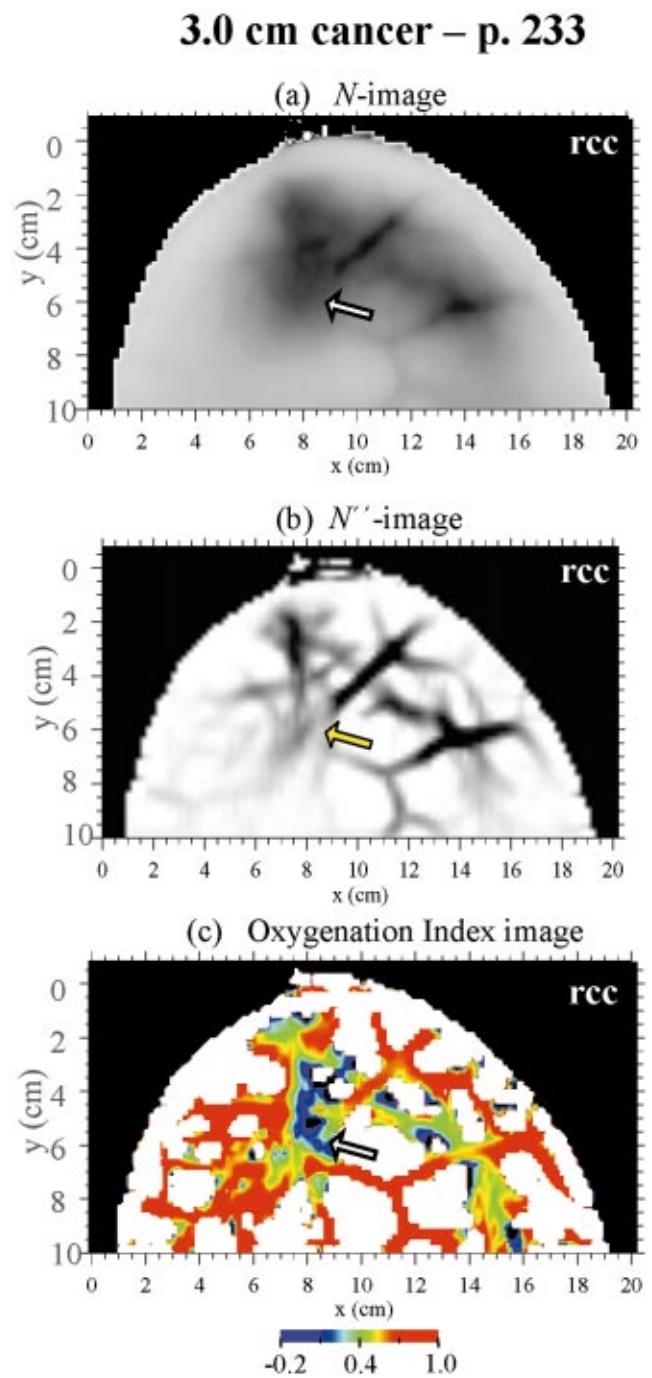 3.0 cm cancer – p. 233
(a) N-image
rcc
y (cm)
0
2
4
6
8
10
0 2 4 6 8 10 12 14 16 18 20
x (cm)
(b) N´´-image
rcc
y (cm)
0
2
4
6
8
10
0 2 4 6 8 10 12 14 16 18 20
x (cm)
(c) Oxygenation Index image
rcc
y (cm)
0
2
4
6
8
10
0 2 4 6 8 10 12 14 16 18 20
x (cm)
-0.2 0.4 1.0